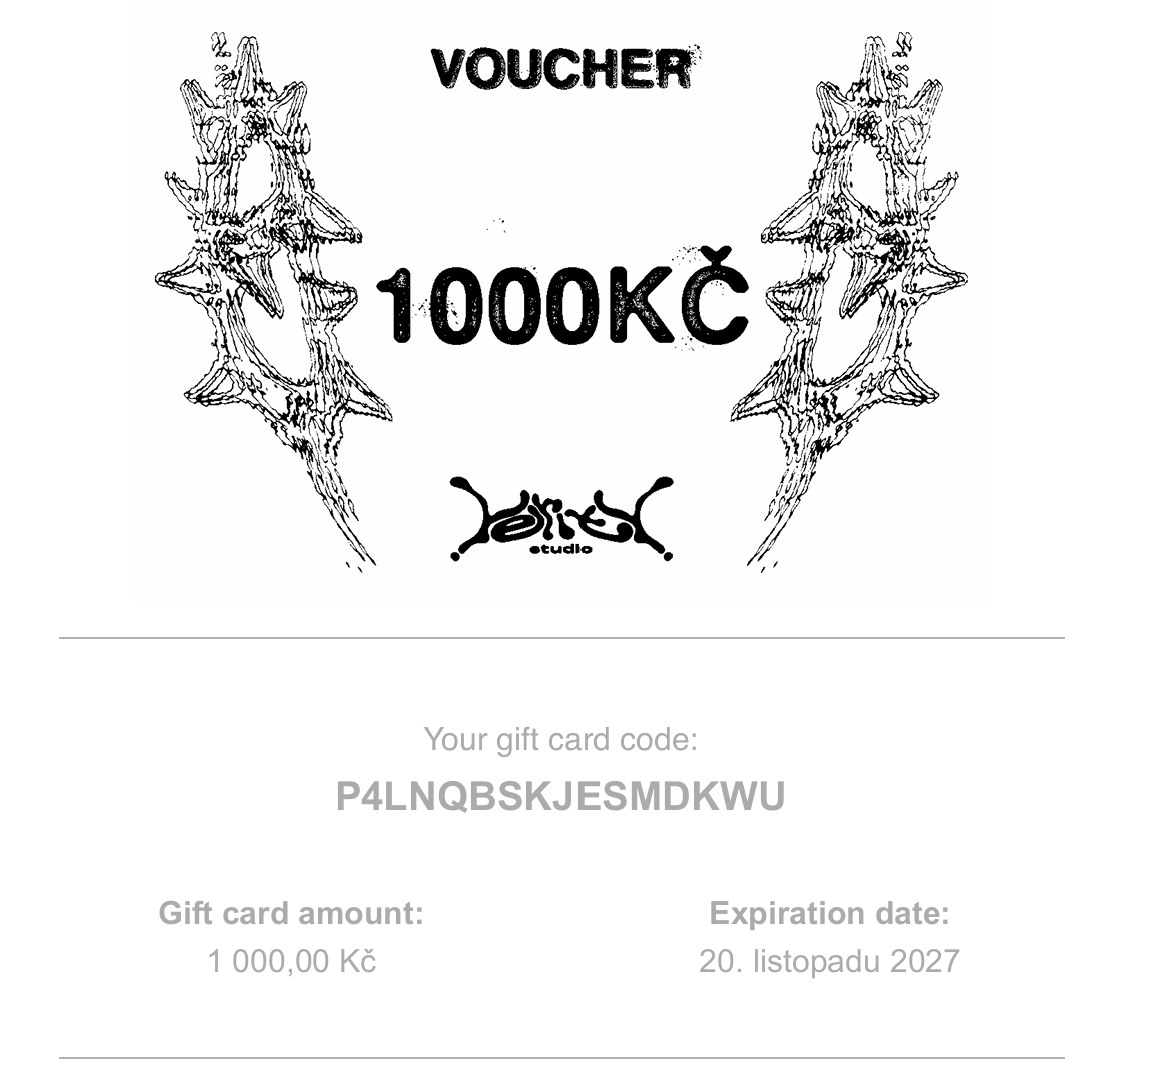 VOUCHER
1000KČ
studio
Your gift card code:
P4LNQBSKJESMDKWU
Gift card amount:
Expiration date:
1 000,00 Kč
20. listopadu 2027